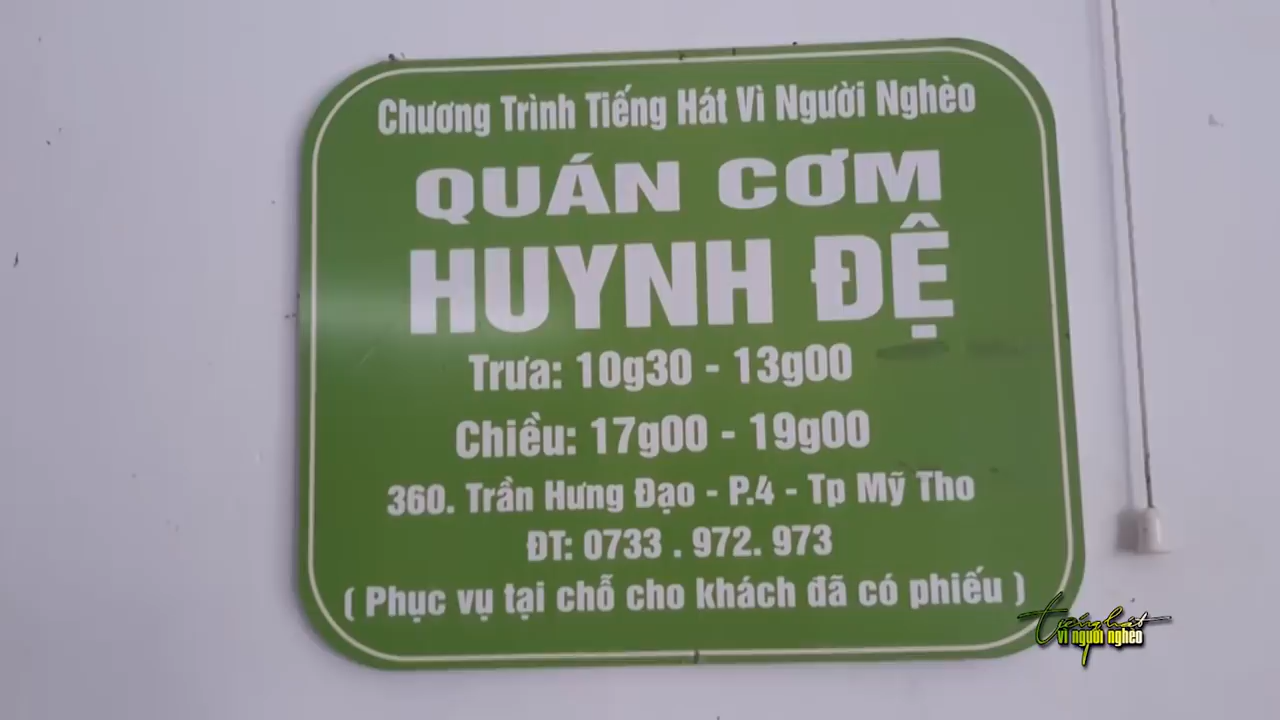 Chương Trình Tiếng Hát Vì Người Nghèo
QUÁN CƠM
HUYNH ĐỆ
Trưa: 10g30 - 13g00
Chiều: 17g00 - 19g00
360. Trần Hưng Đạo - P.4 - Tp Mỹ Tho
ĐT: 0733 . 972. 973
( Phục vụ tại chỗ cho khách đã có phiếu )
Tiếng hát
vì người nghèo